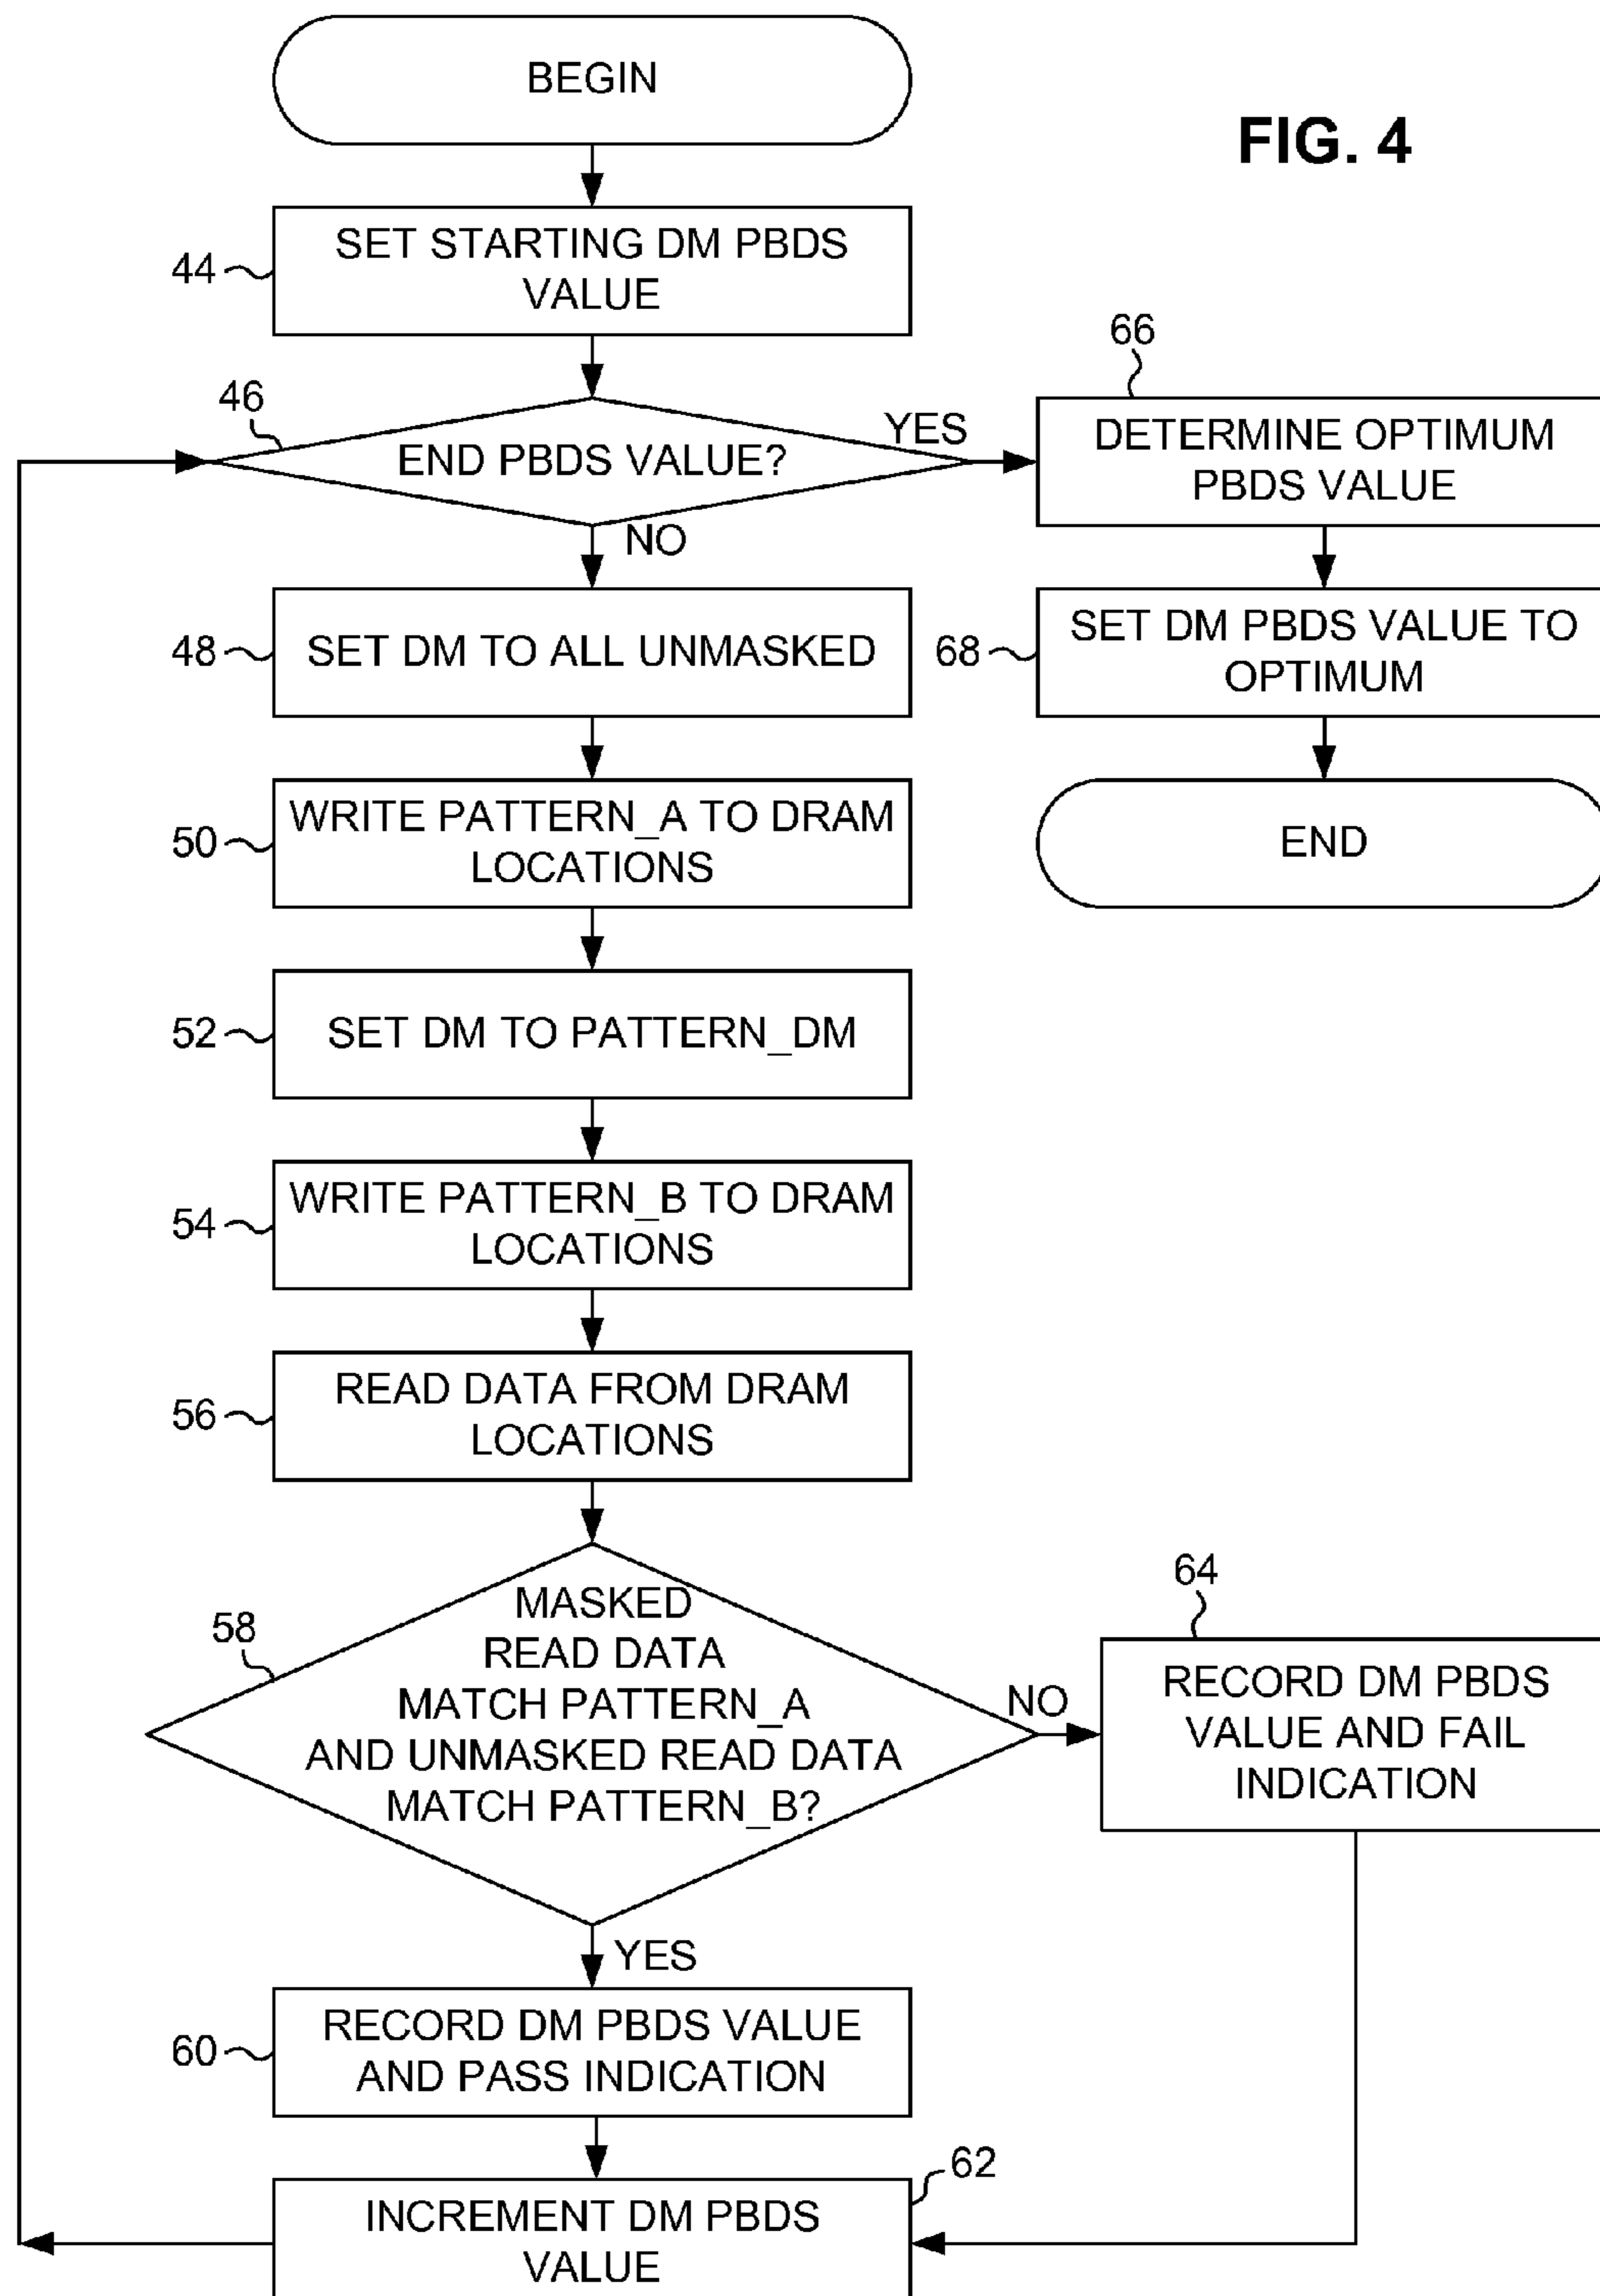 BEGIN
FIG. 4
44
SET STARTING DM PBDS
VALUE
46
END PBDS VALUE?
YES
NO
66
DETERMINE OPTIMUM
PBDS VALUE
48
SET DM TO ALL UNMASKED
68
SET DM PBDS VALUE TO
OPTIMUM
50
WRITE PATTERN_A TO DRAM
LOCATIONS
END
52
SET DM TO PATTERN_DM
54
WRITE PATTERN_B TO DRAM
LOCATIONS
56
READ DATA FROM DRAM
LOCATIONS
58
MASKED
READ DATA
MATCH PATTERN_A
AND UNMASKED READ DATA
MATCH PATTERN_B?
NO
64
RECORD DM PBDS
VALUE AND FAIL
INDICATION
YES
60
RECORD DM PBDS VALUE
AND PASS INDICATION
62
INCREMENT DM PBDS
VALUE